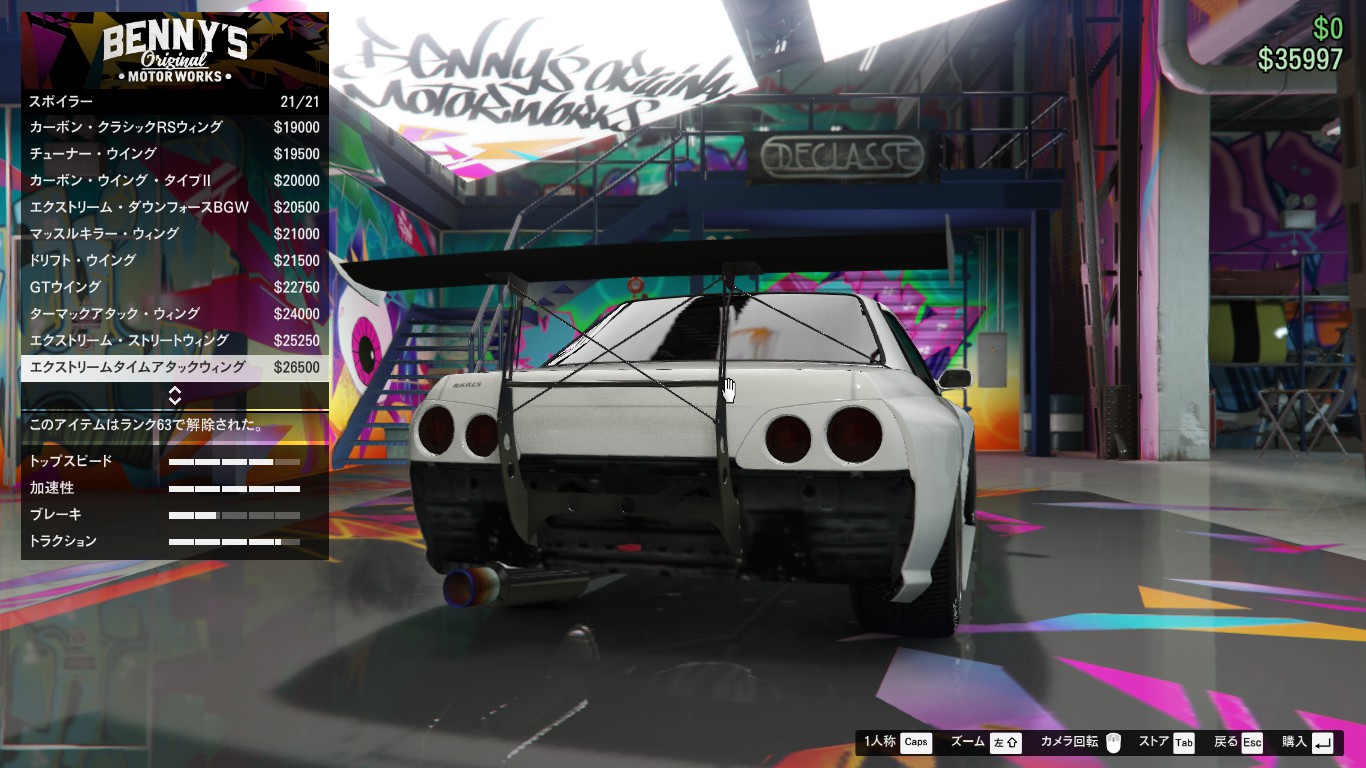 BENNY'S
Original
MOTORWORKS
BENNY'S ORIGINAL
MOTORWORKS
$0
$35997
スポイラー 21/21
カーボン・クラシックRSウィング $19000
チューナー・ウイング $19500
カーボン・ウイング・タイプII $20000
エクストリーム・ダウンフォースBGW $20500
マッスルキラー・ウィング $21000
ドリフト・ウイング $21500
GTウイング $22750
ターマックアタック・ウィング $24000
エクストリーム・ストリートウィング $25250
エクストリームタイムアタックウィング $26500
このアイテムはランク63で解除された。
トップスピード
加速性
ブレーキ
トラクション
DECLASSE
1人称 Caps ズーム 左⇧ カメラ回転 ストア Tab 戻る Esc 購入